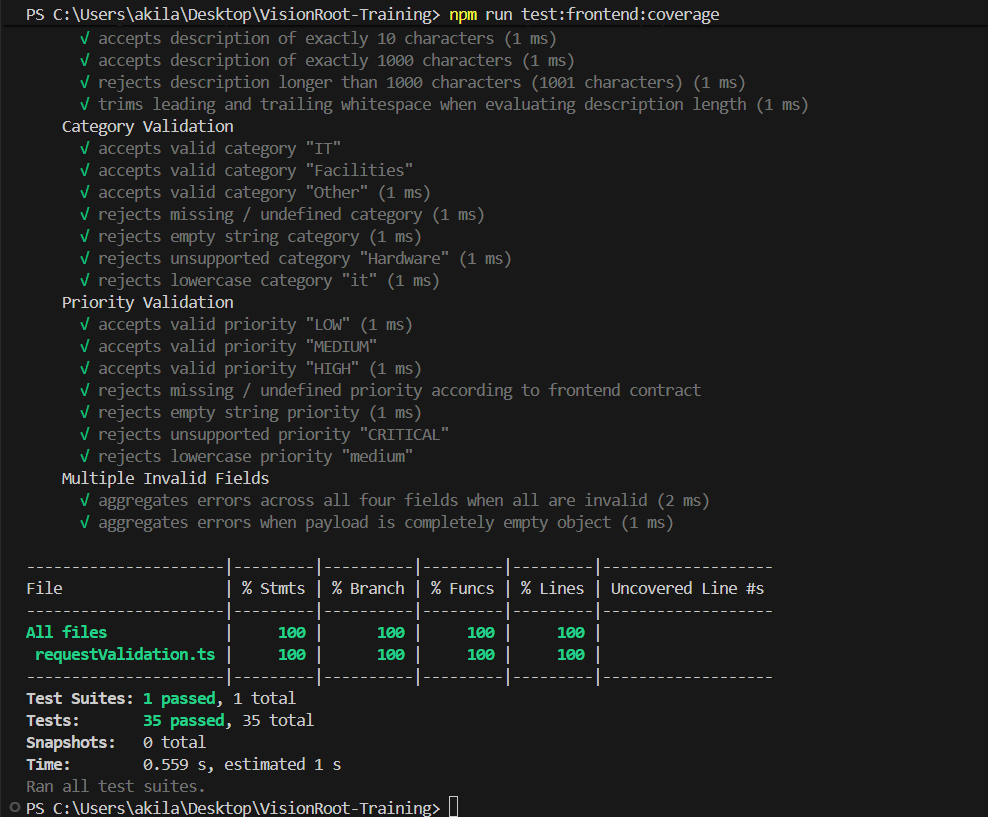 PS C:\Users\akila\Desktop\VisionRoot-Training> npm run test:frontend:coverage
√ accepts description of exactly 10 characters (1 ms)
√ accepts description of exactly 1000 characters (1 ms)
√ rejects description longer than 1000 characters (1001 characters) (1 ms)
√ trims leading and trailing whitespace when evaluating description length (1 ms)
Category Validation
√ accepts valid category "IT"
√ accepts valid category "Facilities"
√ accepts valid category "Other" (1 ms)
√ rejects missing / undefined category (1 ms)
√ rejects empty string category (1 ms)
√ rejects unsupported category "Hardware" (1 ms)
√ rejects lowercase category "it" (1 ms)
Priority Validation
√ accepts valid priority "LOW" (1 ms)
√ accepts valid priority "MEDIUM"
√ accepts valid priority "HIGH" (1 ms)
√ rejects missing / undefined priority according to frontend contract
√ rejects empty string priority (1 ms)
√ rejects unsupported priority "CRITICAL"
√ rejects lowercase priority "medium"
Multiple Invalid Fields
√ aggregates errors across all four fields when all are invalid (2 ms)
√ aggregates errors when payload is completely empty object (1 ms)
----------------------|---------|----------|---------|---------|-------------------
File                  | % Stmts | % Branch | % Funcs | % Lines | Uncovered Line #s
----------------------|---------|----------|---------|---------|-------------------
All files             |     100 |      100 |     100 |     100 |
 requestValidation.ts |     100 |      100 |     100 |     100 |
----------------------|---------|----------|---------|---------|-------------------
Test Suites: 1 passed, 1 total
Tests:       35 passed, 35 total
Snapshots:   0 total
Time:        0.559 s, estimated 1 s
Ran all test suites.
PS C:\Users\akila\Desktop\VisionRoot-Training>